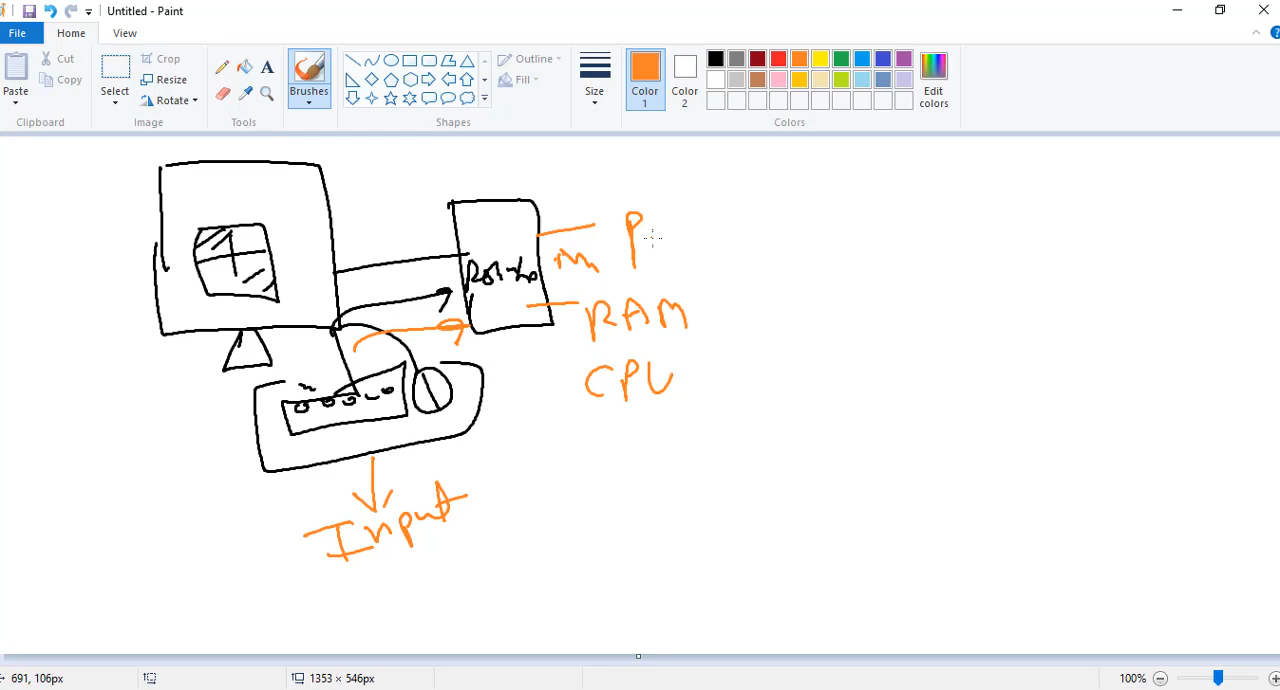 Untitled - Paint
File
Home
View
Paste
Cut
Copy
Clipboard
Select
Crop
Resize
Rotate
Image
A
Tools
Brushes
Shapes
Outline
Fill
Size
Color 1
Color 2
Edit colors
Colors
P
RAM
CPU
Input
691, 106px
1353 × 546px
100%